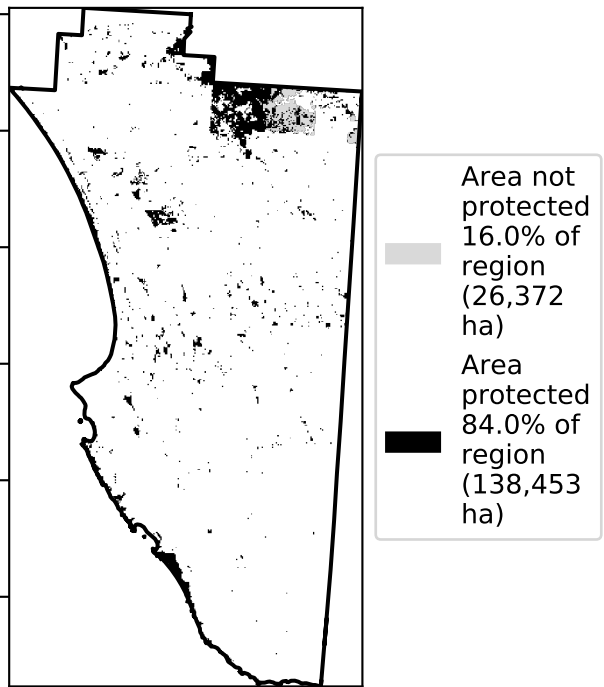 Area not
protected
16.0% of
region
(26,372
ha)
Area
protected
84.0% of
region
(138,453
ha)